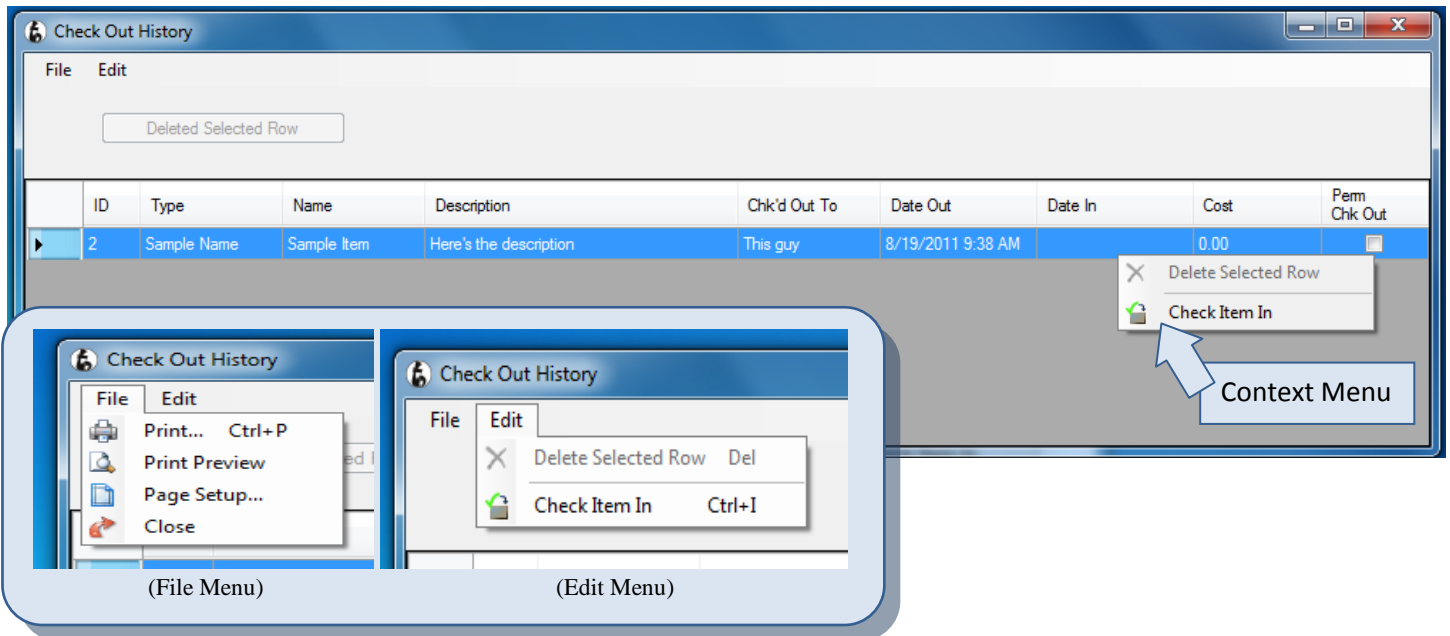 Check Out History
File Edit
Deleted Selected Row
ID Type Name Description Chk'd Out To Date Out Date In Cost Perm Chk Out
2 Sample Name Sample Item Here's the description This guy 8/19/2011 9:38 AM 0.00
Delete Selected Row
Check Item In
Context Menu
Check Out History
File Edit
Print... Ctrl+P
Print Preview
Page Setup...
Close
(File Menu)
Check Out History
File Edit
Delete Selected Row Del
Check Item In Ctrl+I
(Edit Menu)